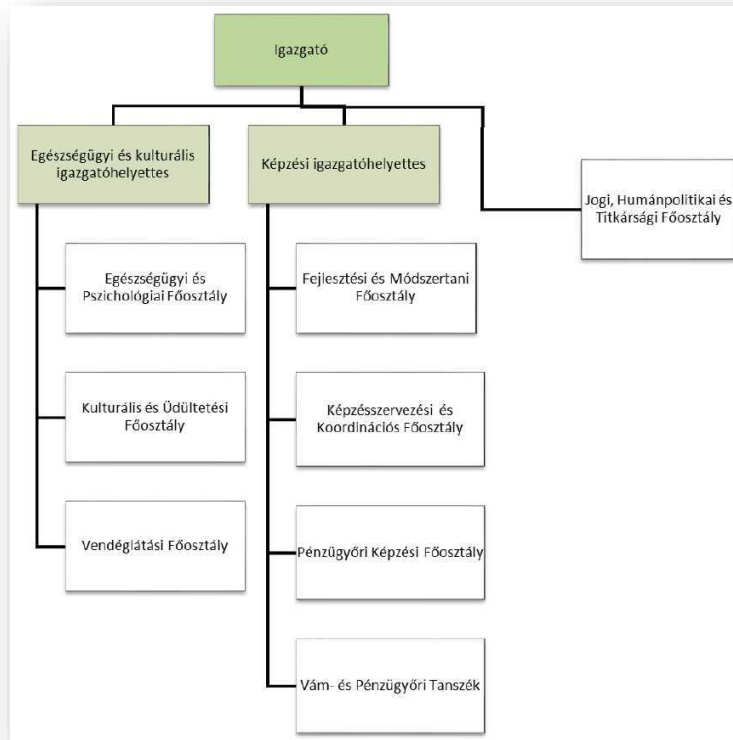 Igazgató
Egészségügyi és kulturális
igazgatóhelyettes
Képzési igazgatóhelyettes
Jogi, Humánpolitikai és
Titkársági Főosztály
Egészségügyi és
Pszichológiai Főosztály
Kulturális és Üdültetési
Főosztály
Vendéglátási Főosztály
Fejlesztési és Módszertani
Főosztály
Képzésszervezési és
Koordinációs Főosztály
Pénzügyőri Képzési Főosztály
Vám- és Pénzügyőri Tanszék